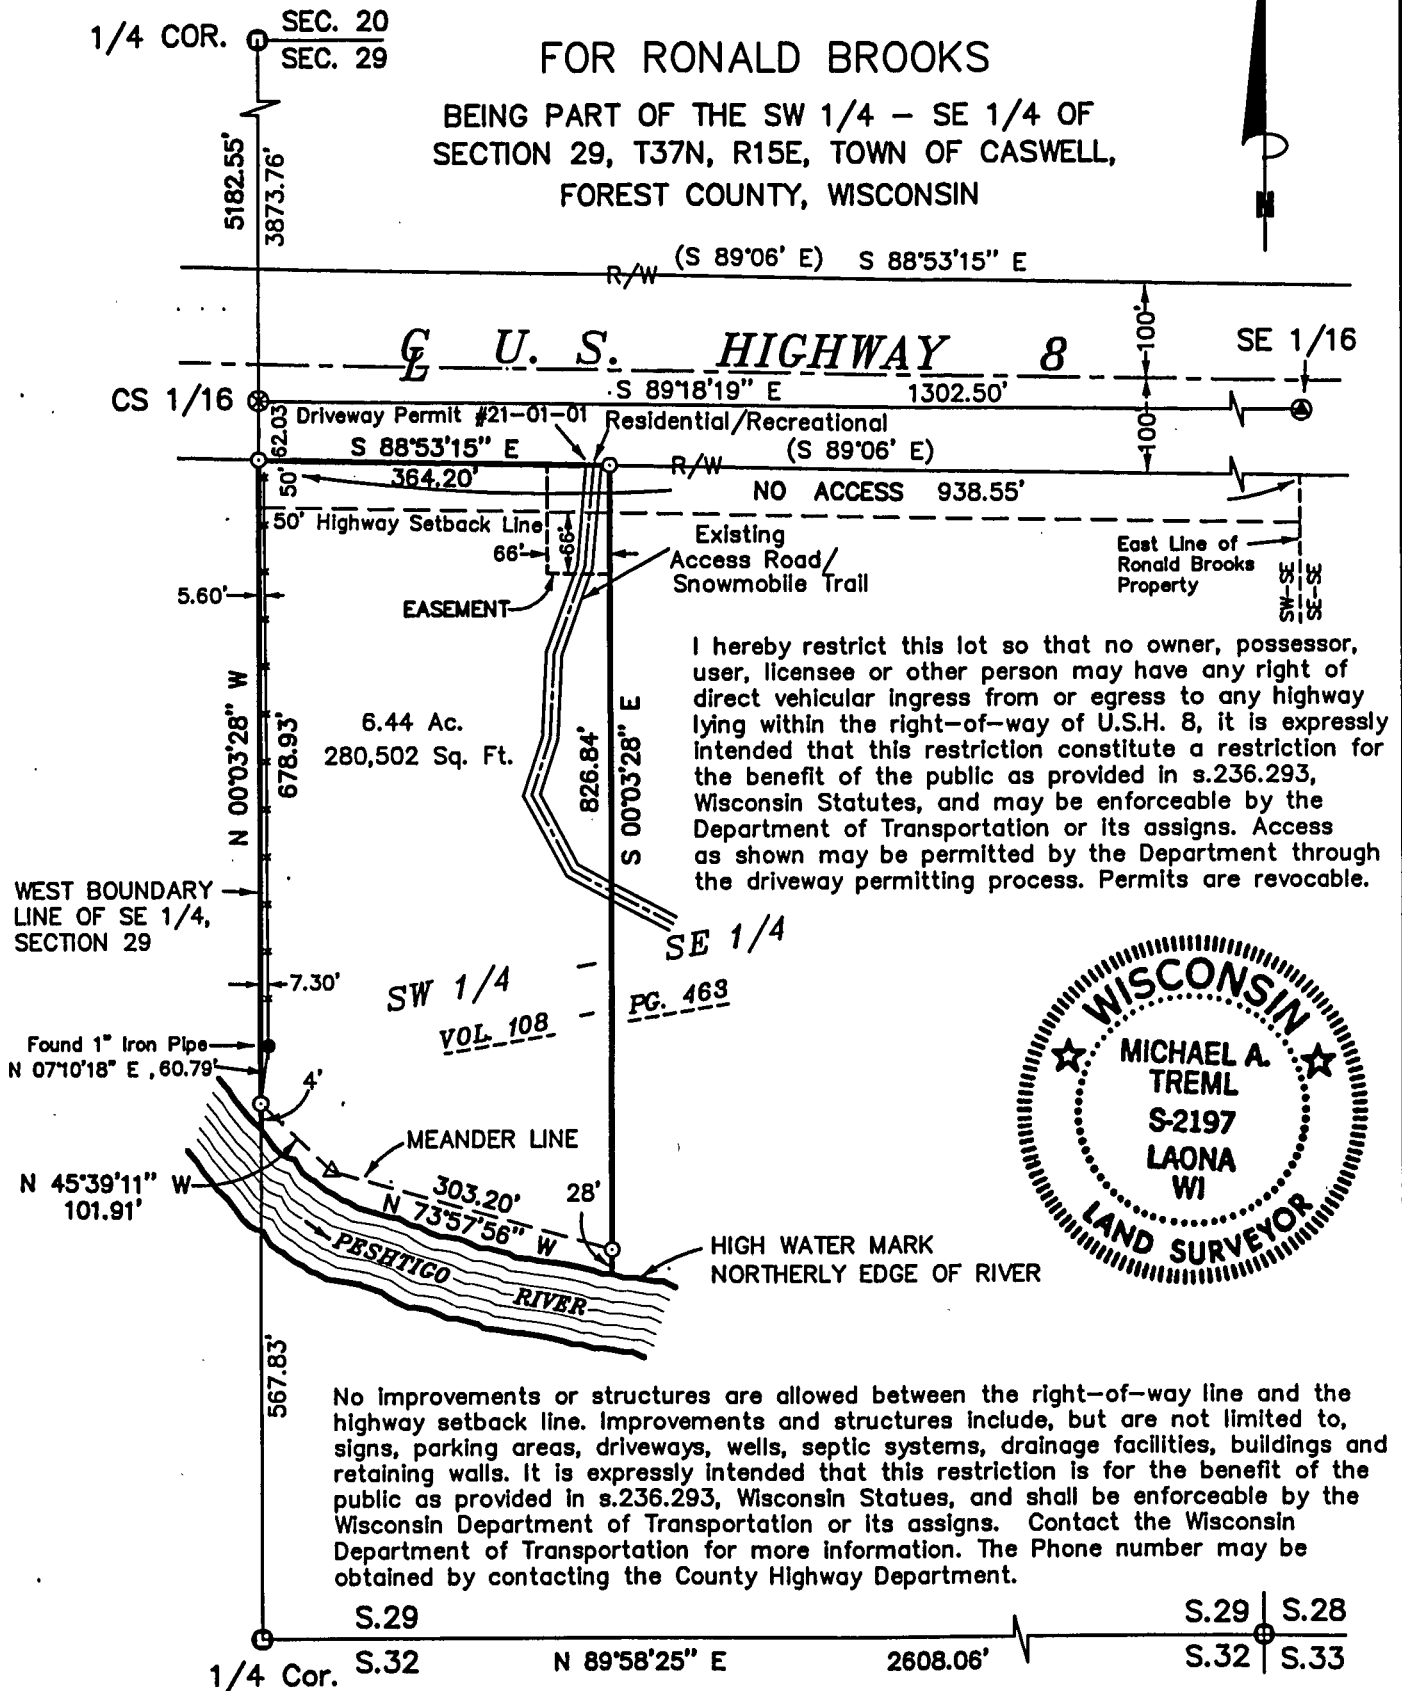 1/4 COR.
SEC. 20
SEC. 29
FOR RONALD BROOKS
BEING PART OF THE SW 1/4 – SE 1/4 OF
SECTION 29, T37N, R15E, TOWN OF CASWELL,
FOREST COUNTY, WISCONSIN
N
5182.55'
3873.76'
R/W
(S 89°06' E) S 88°53'15" E
CL U. S. HIGHWAY 8
100'
SE 1/16
S 89°18'19" E 1302.50'
CS 1/16
62.03'
Driveway Permit #21-01-01
Residential/Recreational
100'
S 88°53'15" E
(S 89°06' E)
R/W
364.20'
50'
NO ACCESS 938.55'
50' Highway Setback Line
66'
66'
Existing
Access Road/
Snowmobile Trail
East Line of
Ronald Brooks
Property
SW-SE
SE-SE
5.60'
EASEMENT
I hereby restrict this lot so that no owner, possessor,
user, licensee or other person may have any right of
direct vehicular ingress from or egress to any highway
lying within the right-of-way of U.S.H. 8, it is expressly
intended that this restriction constitute a restriction for
the benefit of the public as provided in s.236.293,
Wisconsin Statutes, and may be enforceable by the
Department of Transportation or its assigns. Access
as shown may be permitted by the Department through
the driveway permitting process. Permits are revocable.
N 00°03'28" W
678.93'
6.44 Ac.
280,502 Sq. Ft.
826.84'
S 00°03'28" E
WEST BOUNDARY
LINE OF SE 1/4,
SECTION 29
SW 1/4 – SE 1/4
VOL. 108 – PG. 463
7.30'
Found 1" Iron Pipe
N 07°10'18" E , 60.79'
4'
MEANDER LINE
N 45°39'11" W
101.91'
303.20'
N 73°57'56" W
28'
HIGH WATER MARK
NORTHERLY EDGE OF RIVER
PESHTIGO RIVER
WISCONSIN
MICHAEL A.
TREML
S-2197
LAONA
WI
LAND SURVEYOR
567.83'
No improvements or structures are allowed between the right-of-way line and the
highway setback line. Improvements and structures include, but are not limited to,
signs, parking areas, driveways, wells, septic systems, drainage facilities, buildings and
retaining walls. It is expressly intended that this restriction is for the benefit of the
public as provided in s.236.293, Wisconsin Statues, and shall be enforceable by the
Wisconsin Department of Transportation or its assigns. Contact the Wisconsin
Department of Transportation for more information. The Phone number may be
obtained by contacting the County Highway Department.
S.29
S.29
S.28
1/4 Cor.
S.32
N 89°58'25" E
2608.06'
S.32
S.33